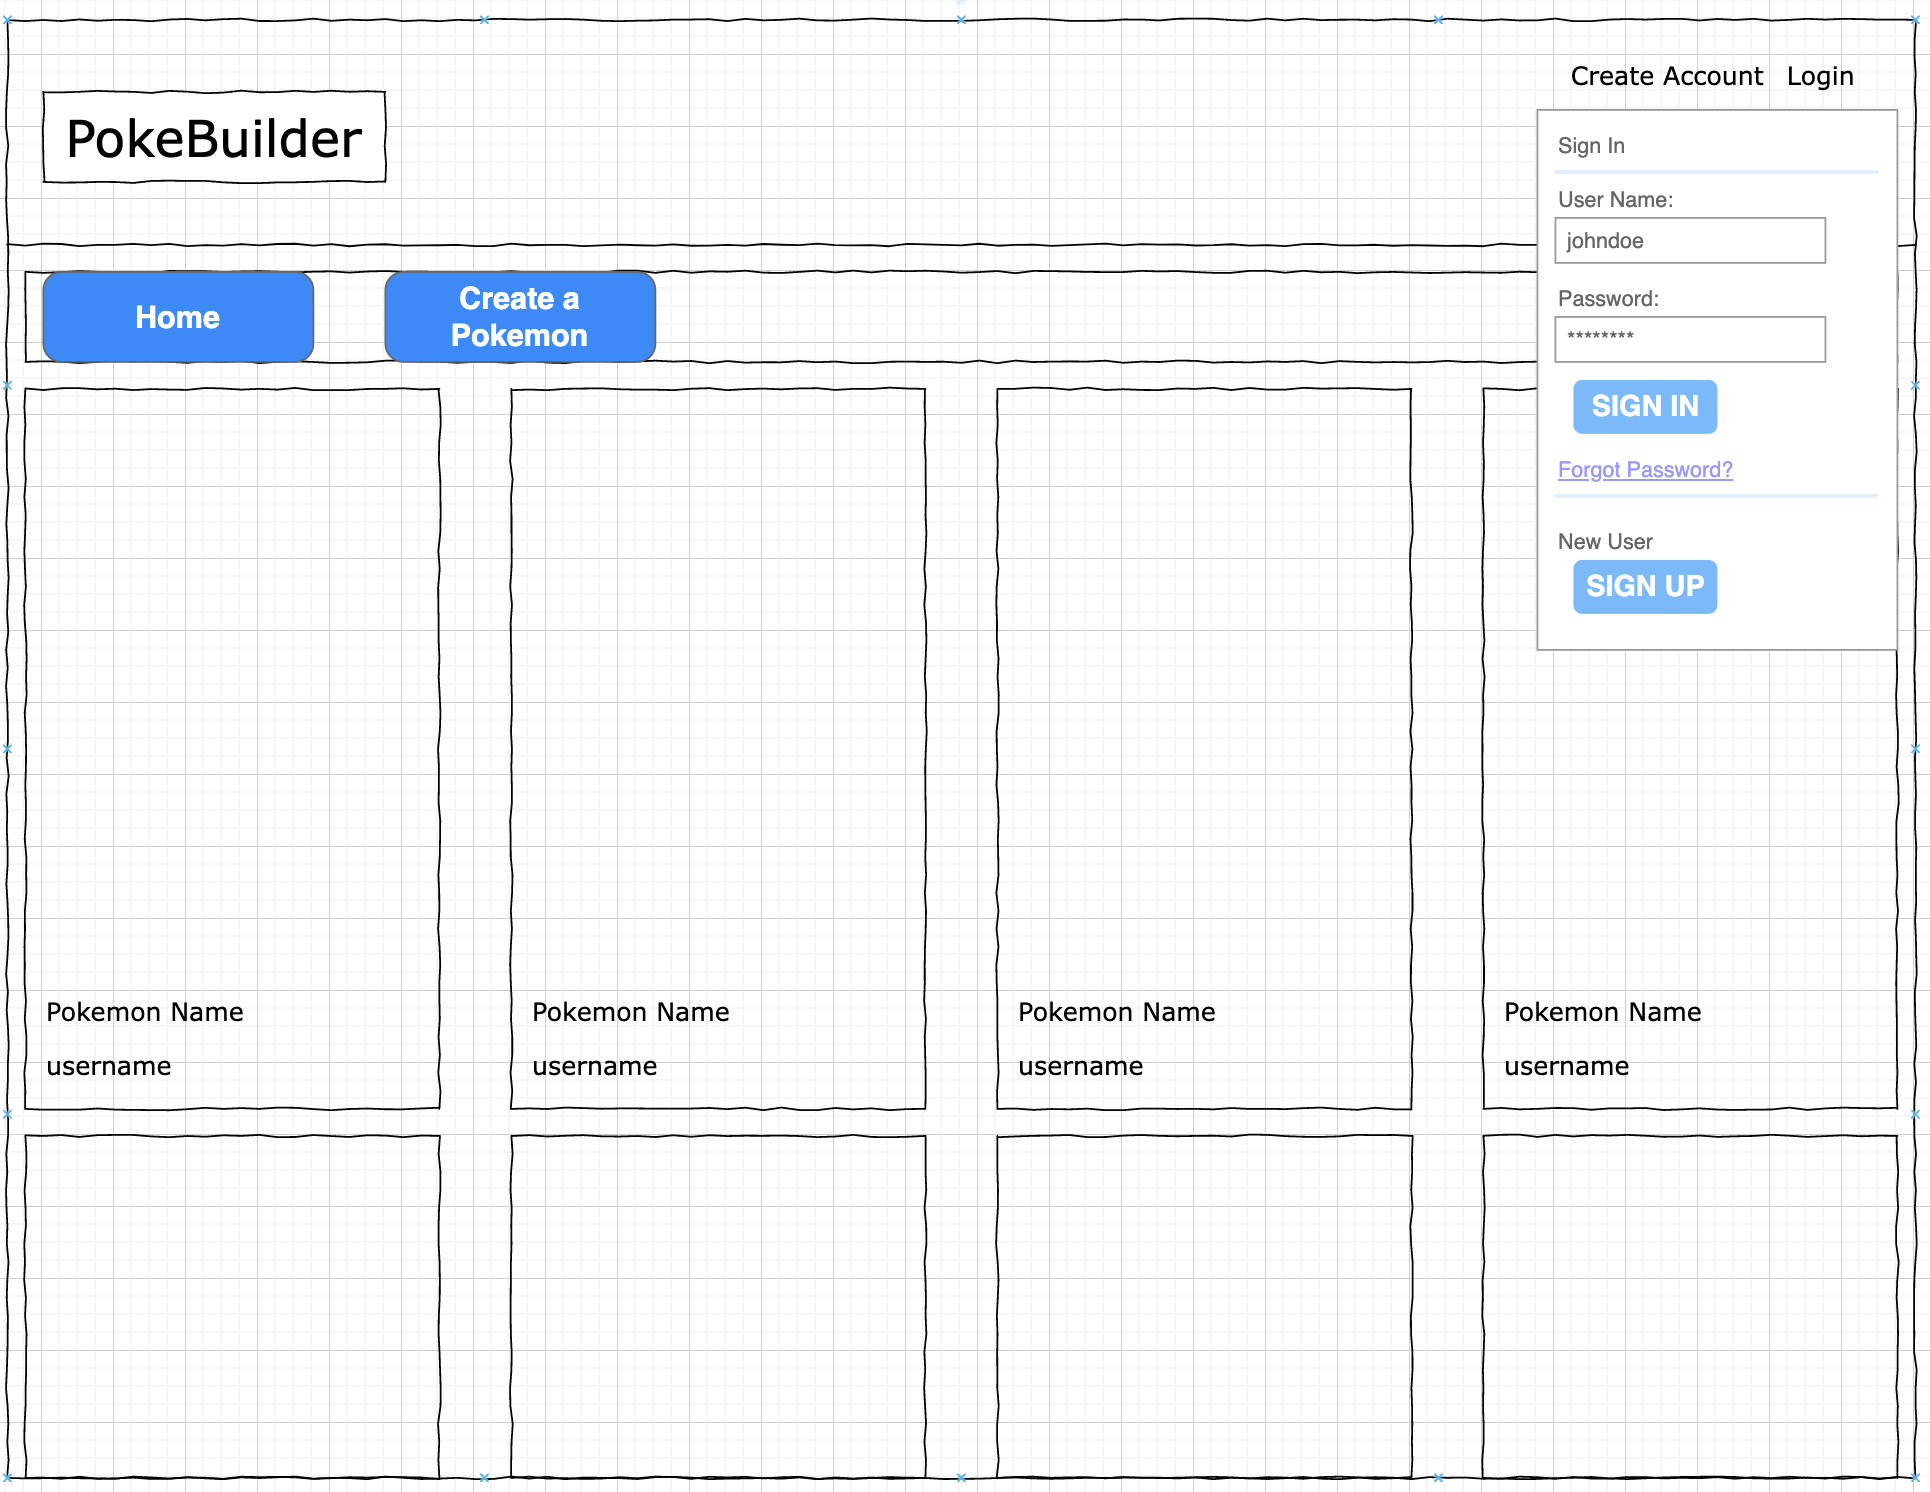 Create Account Login
PokeBuilder
Sign In
User Name:
johndoe
Password:
********
SIGN IN
Forgot Password?
New User
SIGN UP
Home
Create a
Pokemon
Pokemon Name
username
Pokemon Name
username
Pokemon Name
username
Pokemon Name
username